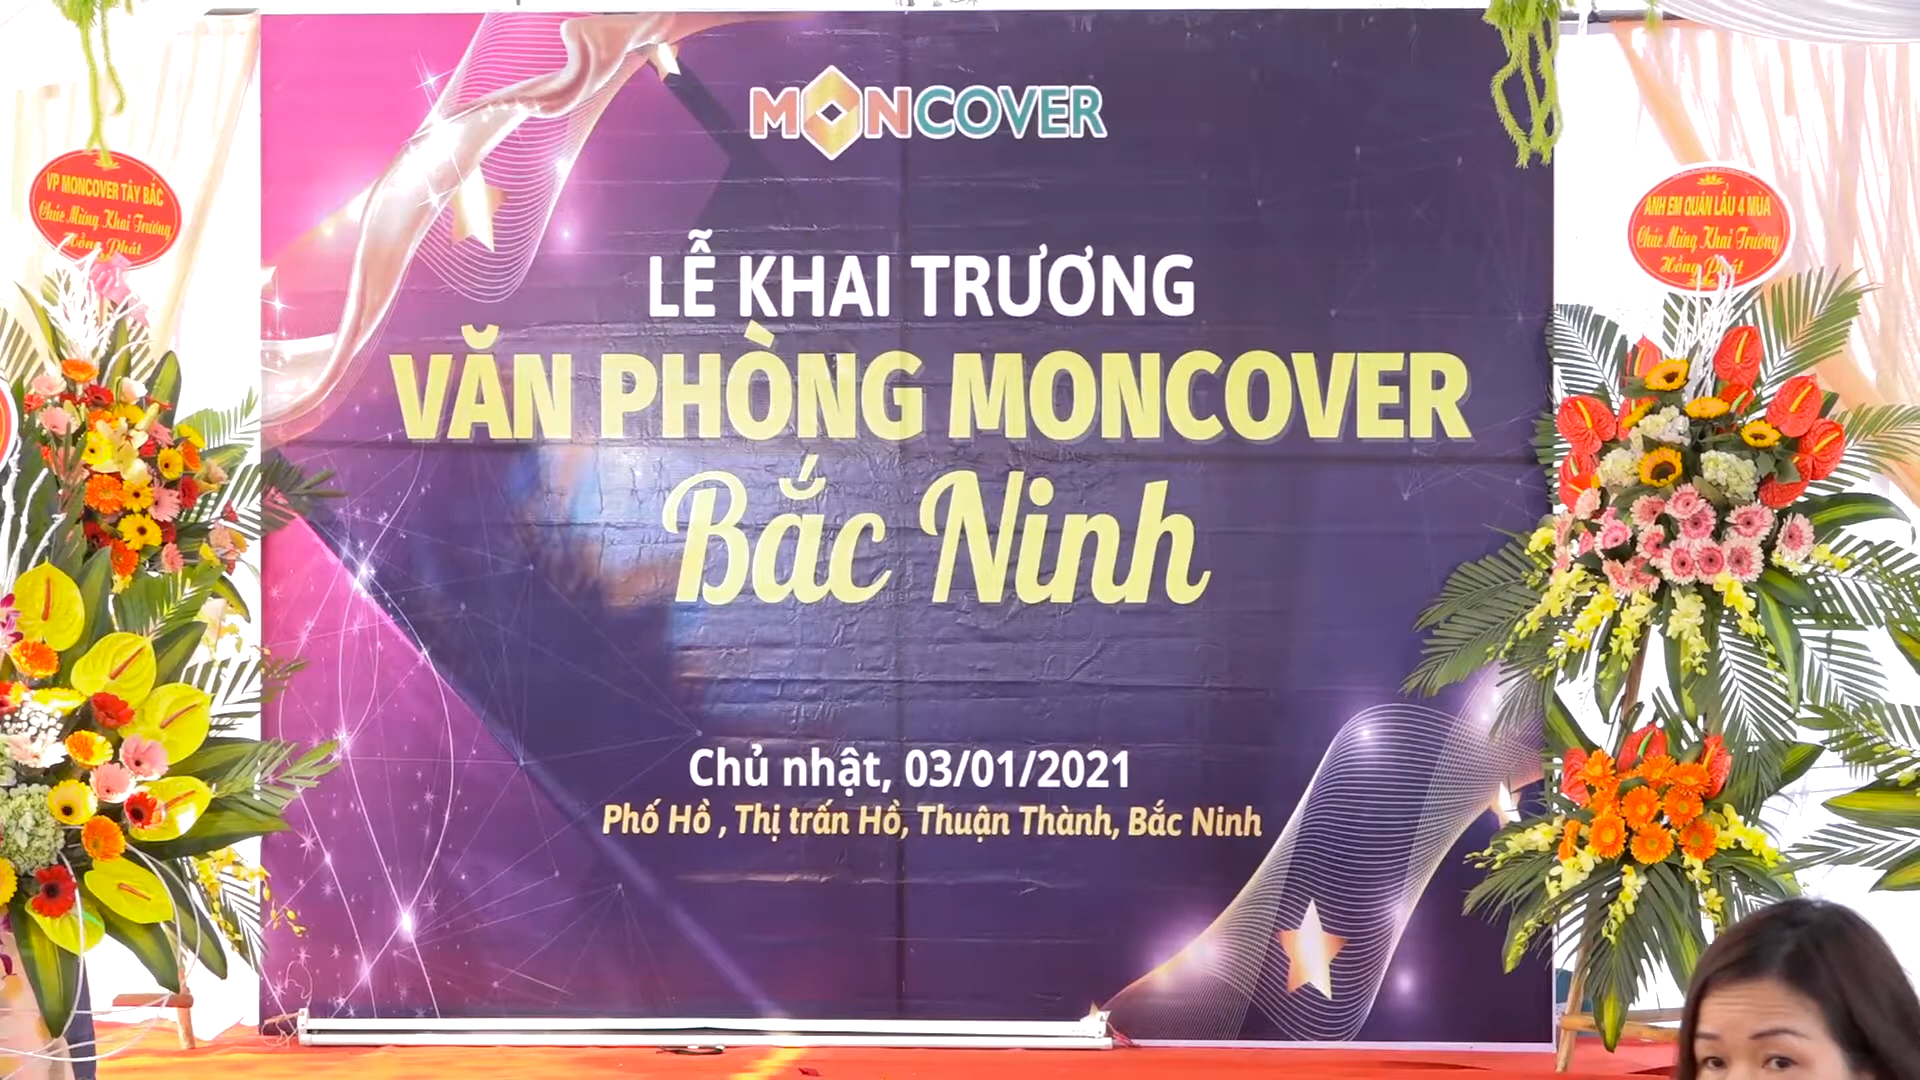 MONCOVER
LỄ KHAI TRƯƠNG
VĂN PHÒNG MONCOVER
Bắc Ninh
Chủ nhật, 03/01/2021
Phố Hồ , Thị trấn Hồ, Thuận Thành, Bắc Ninh
VP MONCOVER TÂY BẮC
Chúc Mừng Khai Trương
Hồng Phát
ANH EM QUÁN LẨU 4 MÙA
Chúc Mừng Khai Trương
Hồng Phát